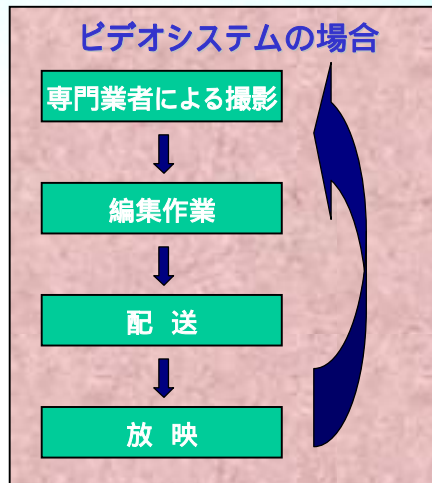 ビデオシステムの場合
専門業者による撮影
編集作業
配 送
放 映